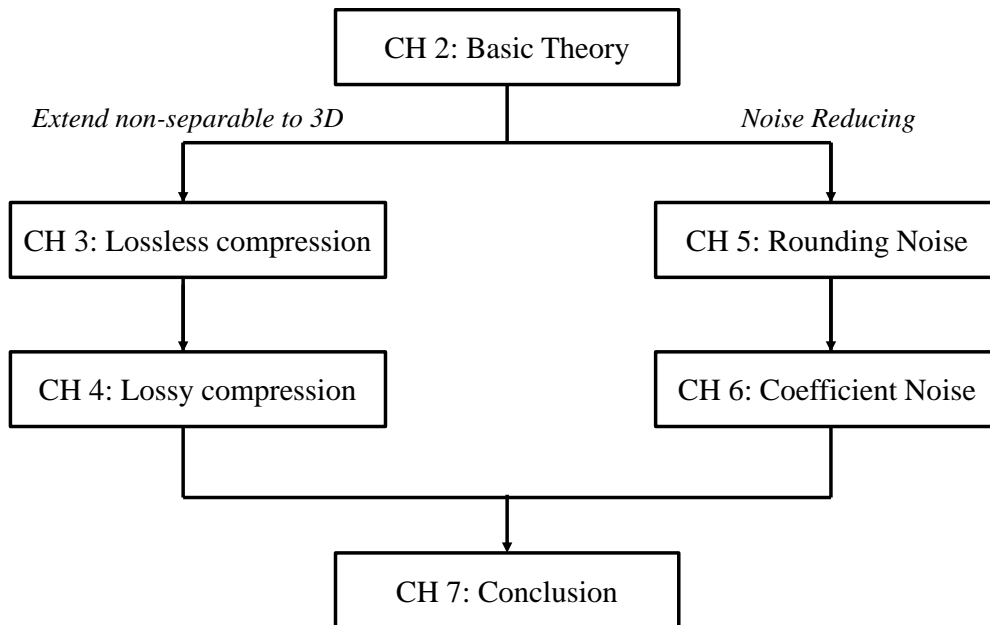 CH 2: Basic Theory
Extend non-separable to 3D
Noise Reducing
CH 3: Lossless compression
CH 5: Rounding Noise
CH 4: Lossy compression
CH 6: Coefficient Noise
CH 7: Conclusion